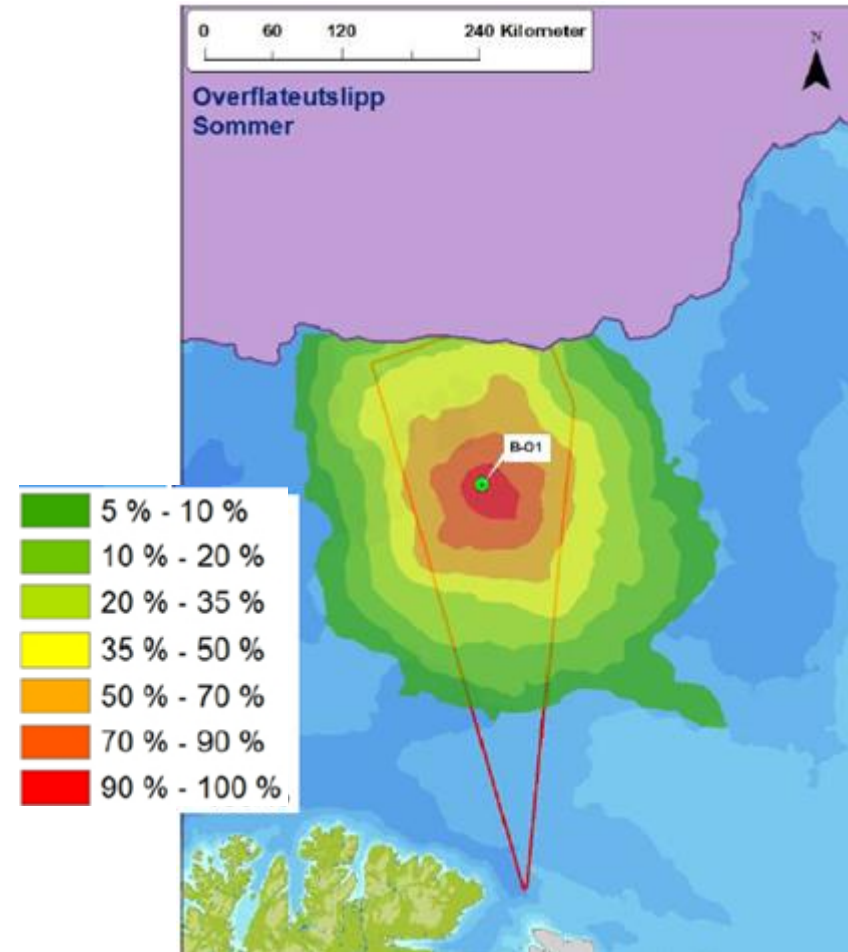 0 60 120 240 Kilometer
N
Overflateutslipp
Sommer
B-01
5 % - 10 %
10 % - 20 %
20 % - 35 %
35 % - 50 %
50 % - 70 %
70 % - 90 %
90 % - 100 %